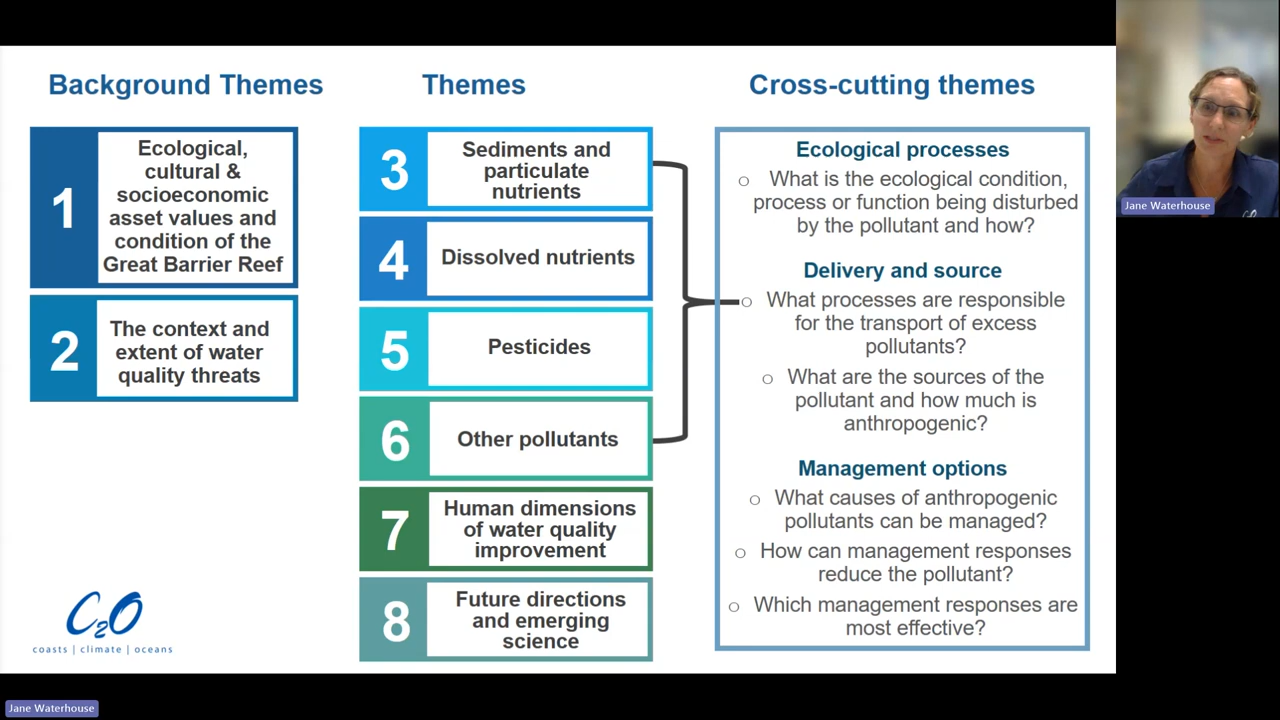 Background Themes
1
Ecological,
cultural &
socioeconomic
asset values and
condition of the
Great Barrier Reef
2
The context and
extent of water
quality threats
Themes
3
Sediments and
particulate
nutrients
4
Dissolved nutrients
5
Pesticides
6
Other pollutants
7
Human dimensions
of water quality
improvement
8
Future directions
and emerging
science
Cross-cutting themes
Ecological processes
○ What is the ecological condition,
process or function being disturbed
by the pollutant and how?
Delivery and source
○ What processes are responsible
for the transport of excess
pollutants?
○ What are the sources of the
pollutant and how much is
anthropogenic?
Management options
○ What causes of anthropogenic
pollutants can be managed?
○ How can management responses
reduce the pollutant?
○ Which management responses are
most effective?
C2O
coasts | climate | oceans
Jane Waterhouse
Jane Waterhouse